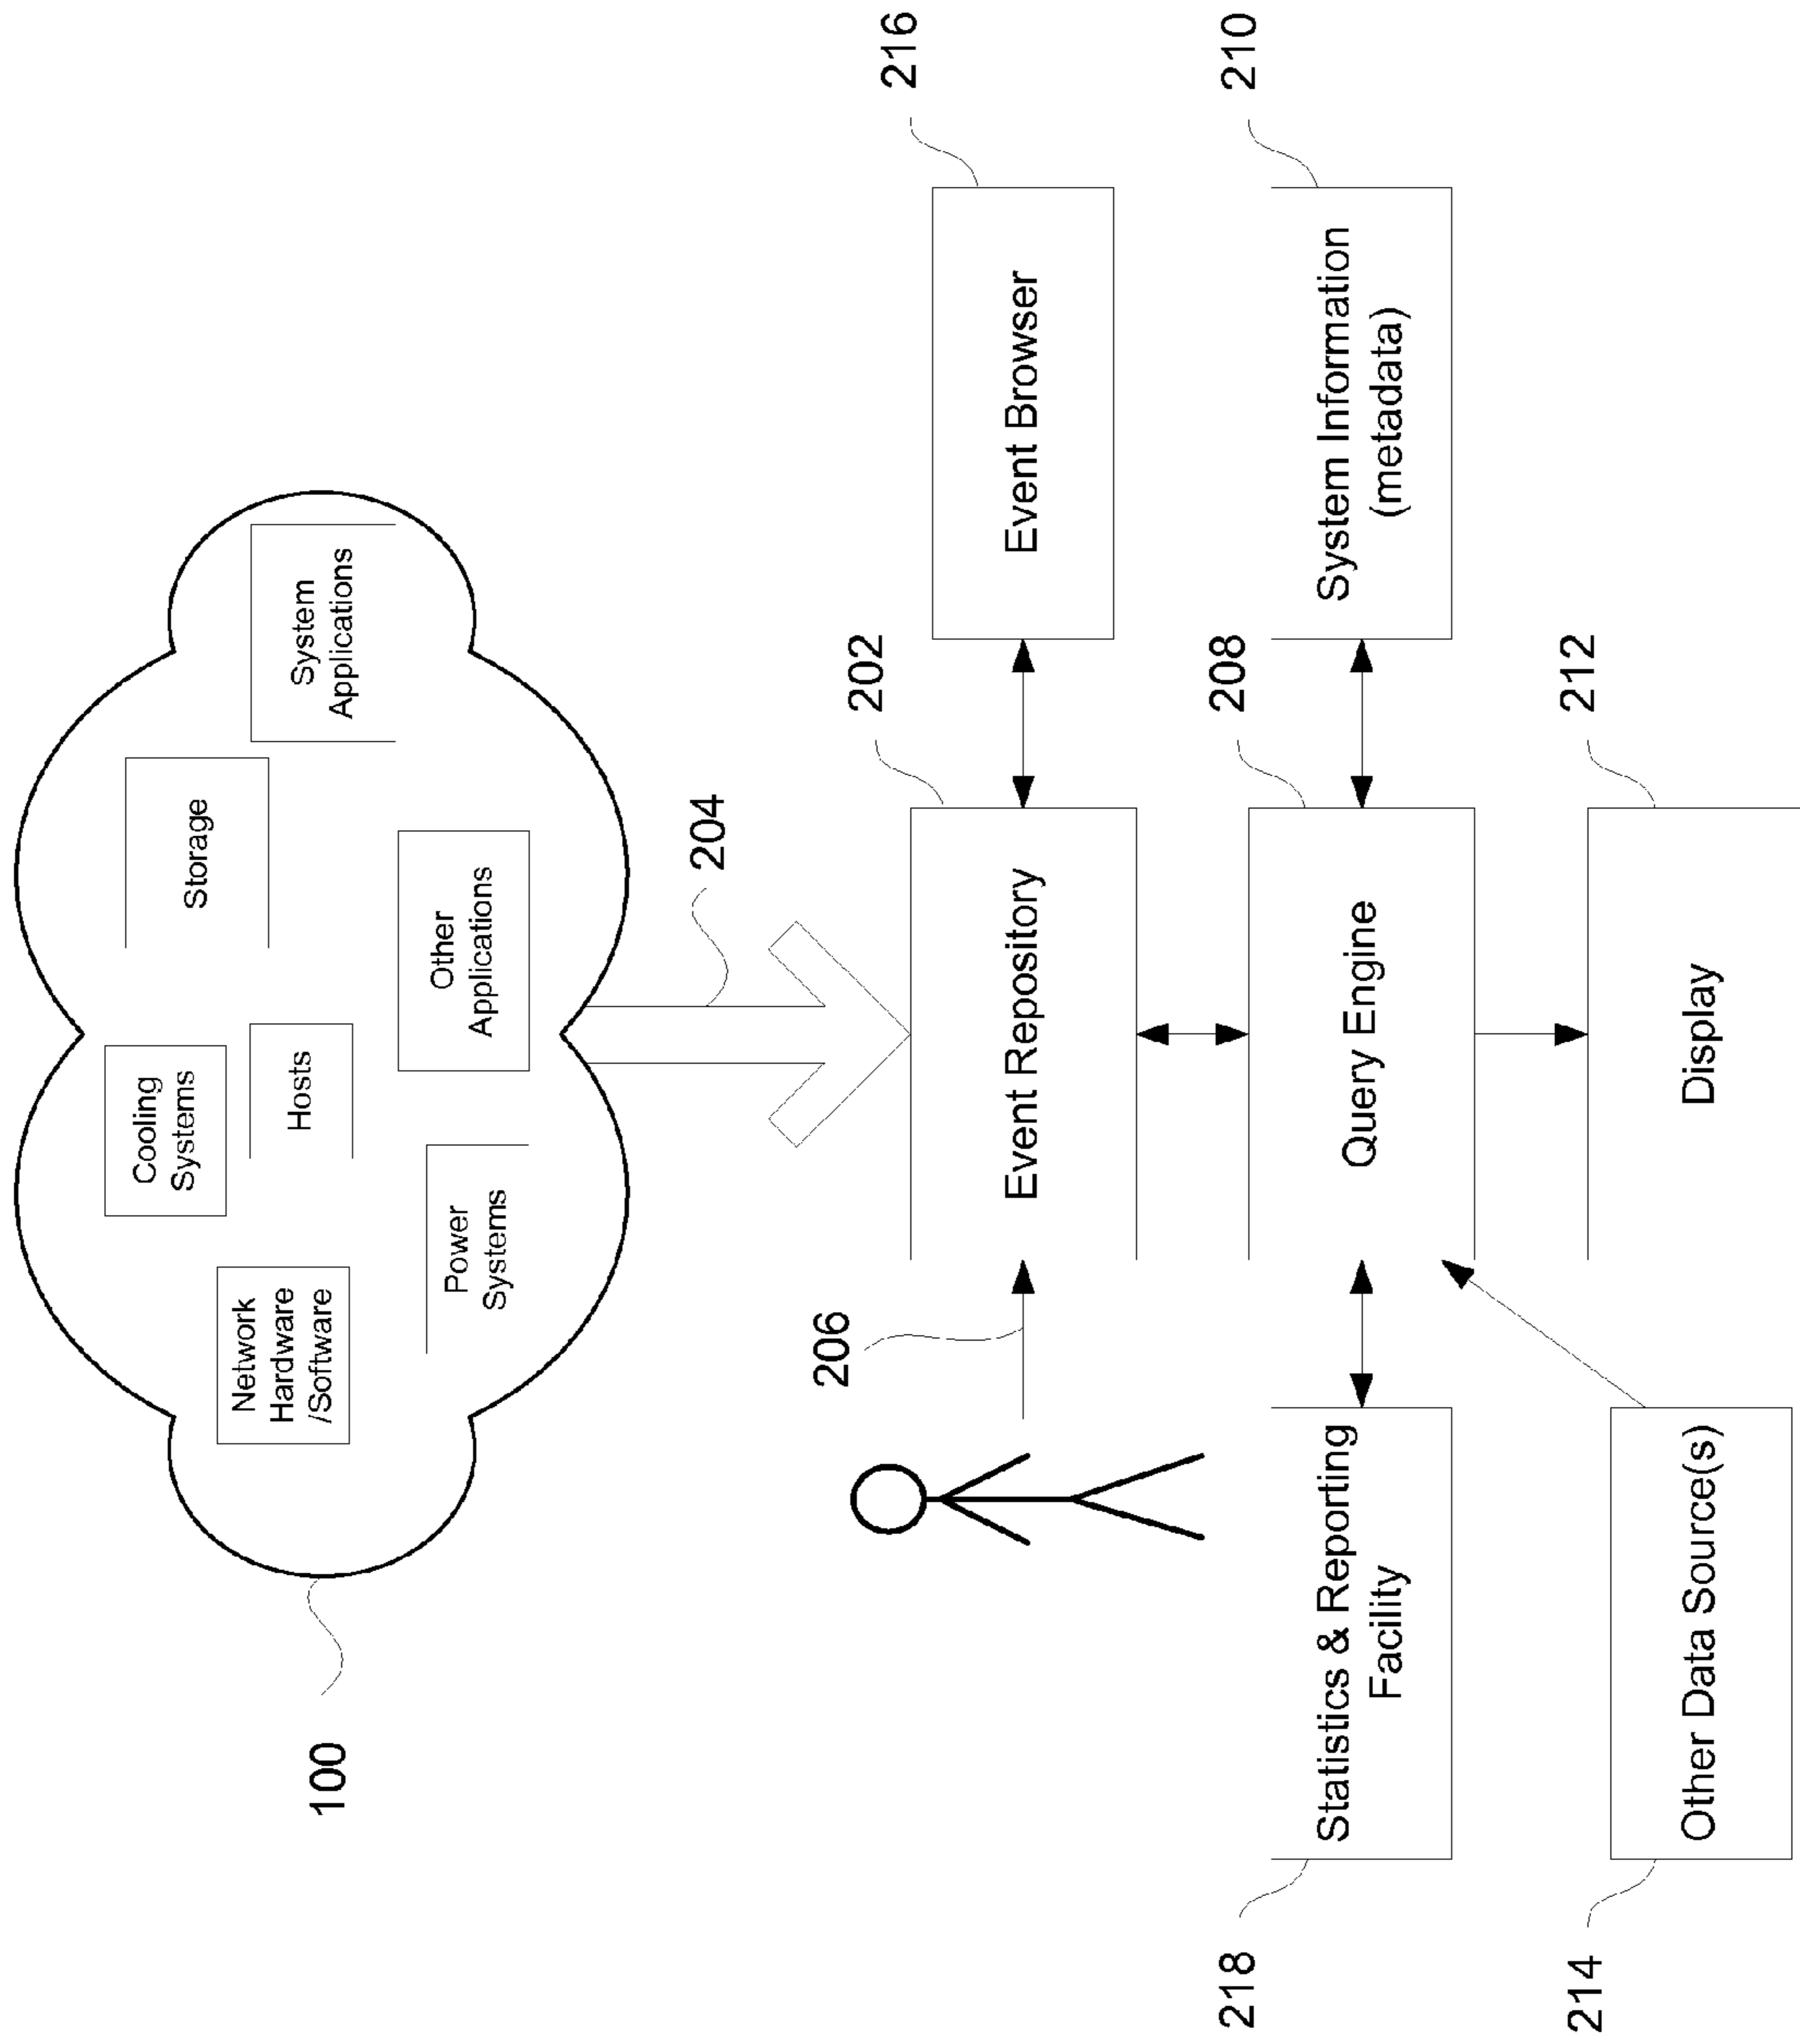 100
Network
Hardware
/Software
Cooling
Systems
Hosts
Storage
System
Applications
Power
Systems
Other
Applications
204
206
202
216
Event Repository
Event Browser
218
208
210
Statistics & Reporting
Facility
Query Engine
System Information
(metadata)
214
212
Other Data Source(s)
Display